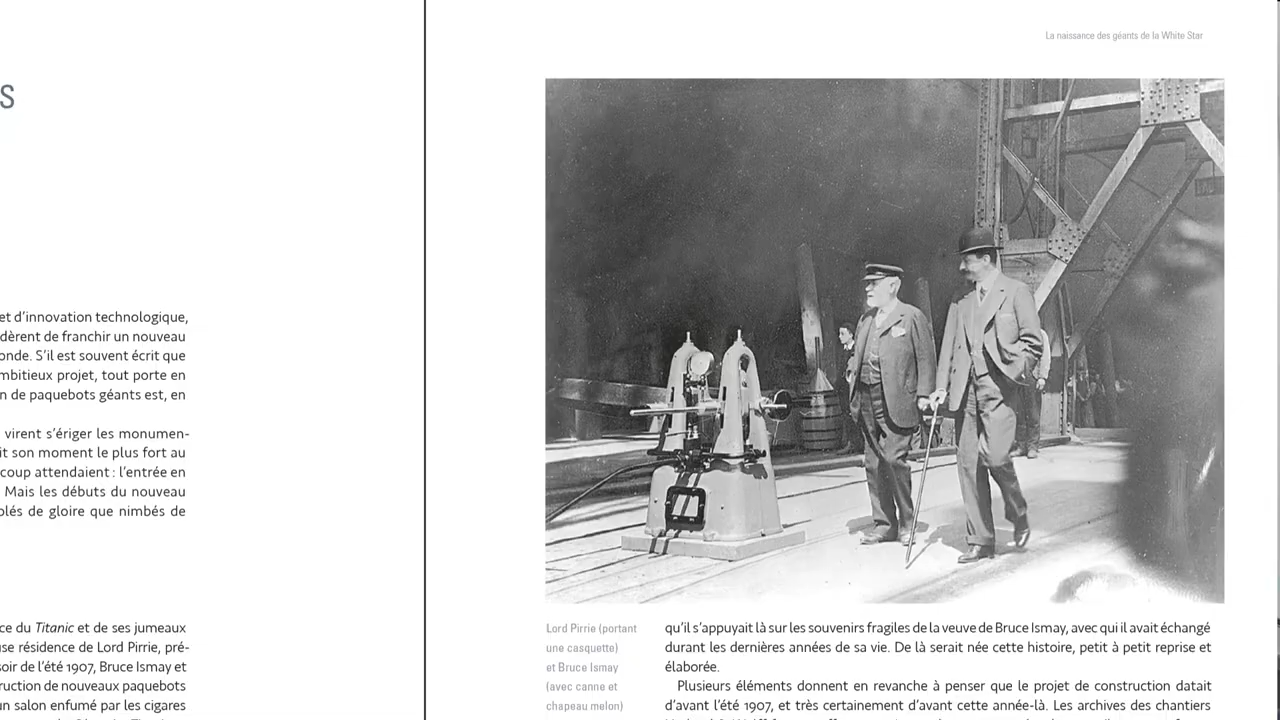 S
et d’innovation technologique,
dèrent de franchir un nouveau
onde. S’il est souvent écrit que
mbitieux projet, tout porte en
n de paquebots géants est, en
virent s’ériger les monumen-
it son moment le plus fort au
coup attendaient : l’entrée en
Mais les débuts du nouveau
blés de gloire que nimbés de
ce du Titanic et de ses jumeaux
use résidence de Lord Pirrie, pré-
soir de l’été 1907, Bruce Ismay et
ruction de nouveaux paquebots
un salon enfumé par les cigares
La naissance des géants de la White Star
Lord Pirrie (portant
une casquette)
et Bruce Ismay
(avec canne et
chapeau melon)
qu’il s’appuyait là sur les souvenirs fragiles de la veuve de Bruce Ismay, avec qui il avait échangé
durant les dernières années de sa vie. De là serait née cette histoire, petit à petit reprise et
élaborée.
Plusieurs éléments donnent en revanche à penser que le projet de construction datait
d’avant l’été 1907, et très certainement d’avant cette année-là. Les archives des chantiers